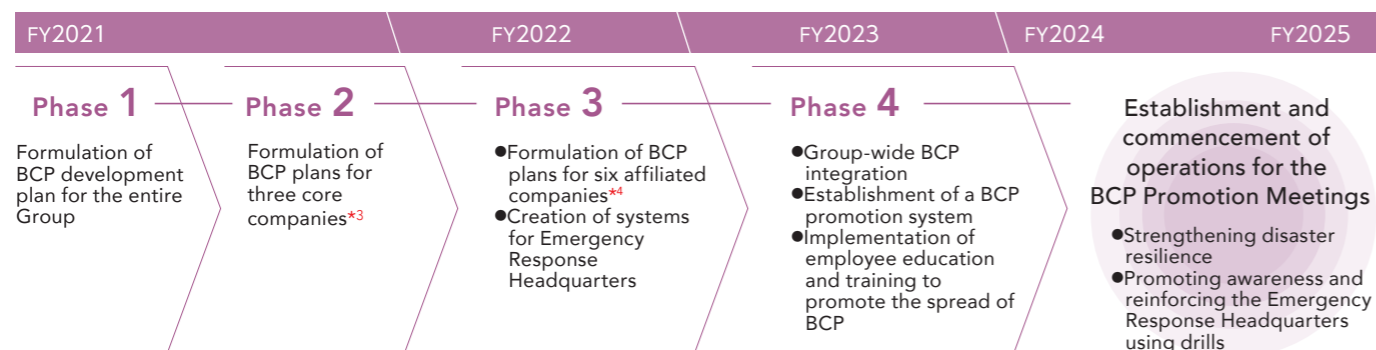 FY2021
FY2022
FY2023
FY2024
FY2025
Phase 1
Formulation of
BCP development
plan for the entire
Group
Phase 2
Formulation of
BCP plans for
three core
companies*3
Phase 3
●Formulation of BCP
plans for six affiliated
companies*4
●Creation of systems
for Emergency
Response
Headquarters
Phase 4
●Group-wide BCP
integration
●Establishment of a BCP
promotion system
●Implementation of
employee education
and training to
promote the spread of
BCP
Establishment and
commencement of
operations for the
BCP Promotion Meetings
●Strengthening disaster
resilience
●Promoting awareness and
reinforcing the Emergency
Response Headquarters
using drills